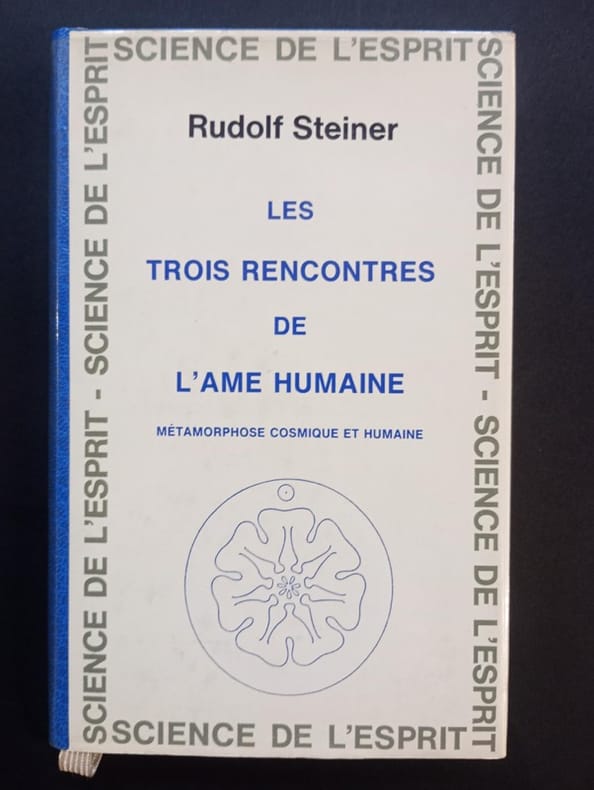 SCIENCE DE L'ESPRIT
Rudolf Steiner
LES
TROIS RENCONTRES
DE
L'AME HUMAINE
MÉTAMORPHOSE COSMIQUE ET HUMAINE
SCIENCE DE L'ESPRIT - SCIENCE DE L'ESPRIT
SCIENCE DE L'ESPRIT - SCIENCE DE L'ESPRIT
SCIENCE DE L'ESPRIT